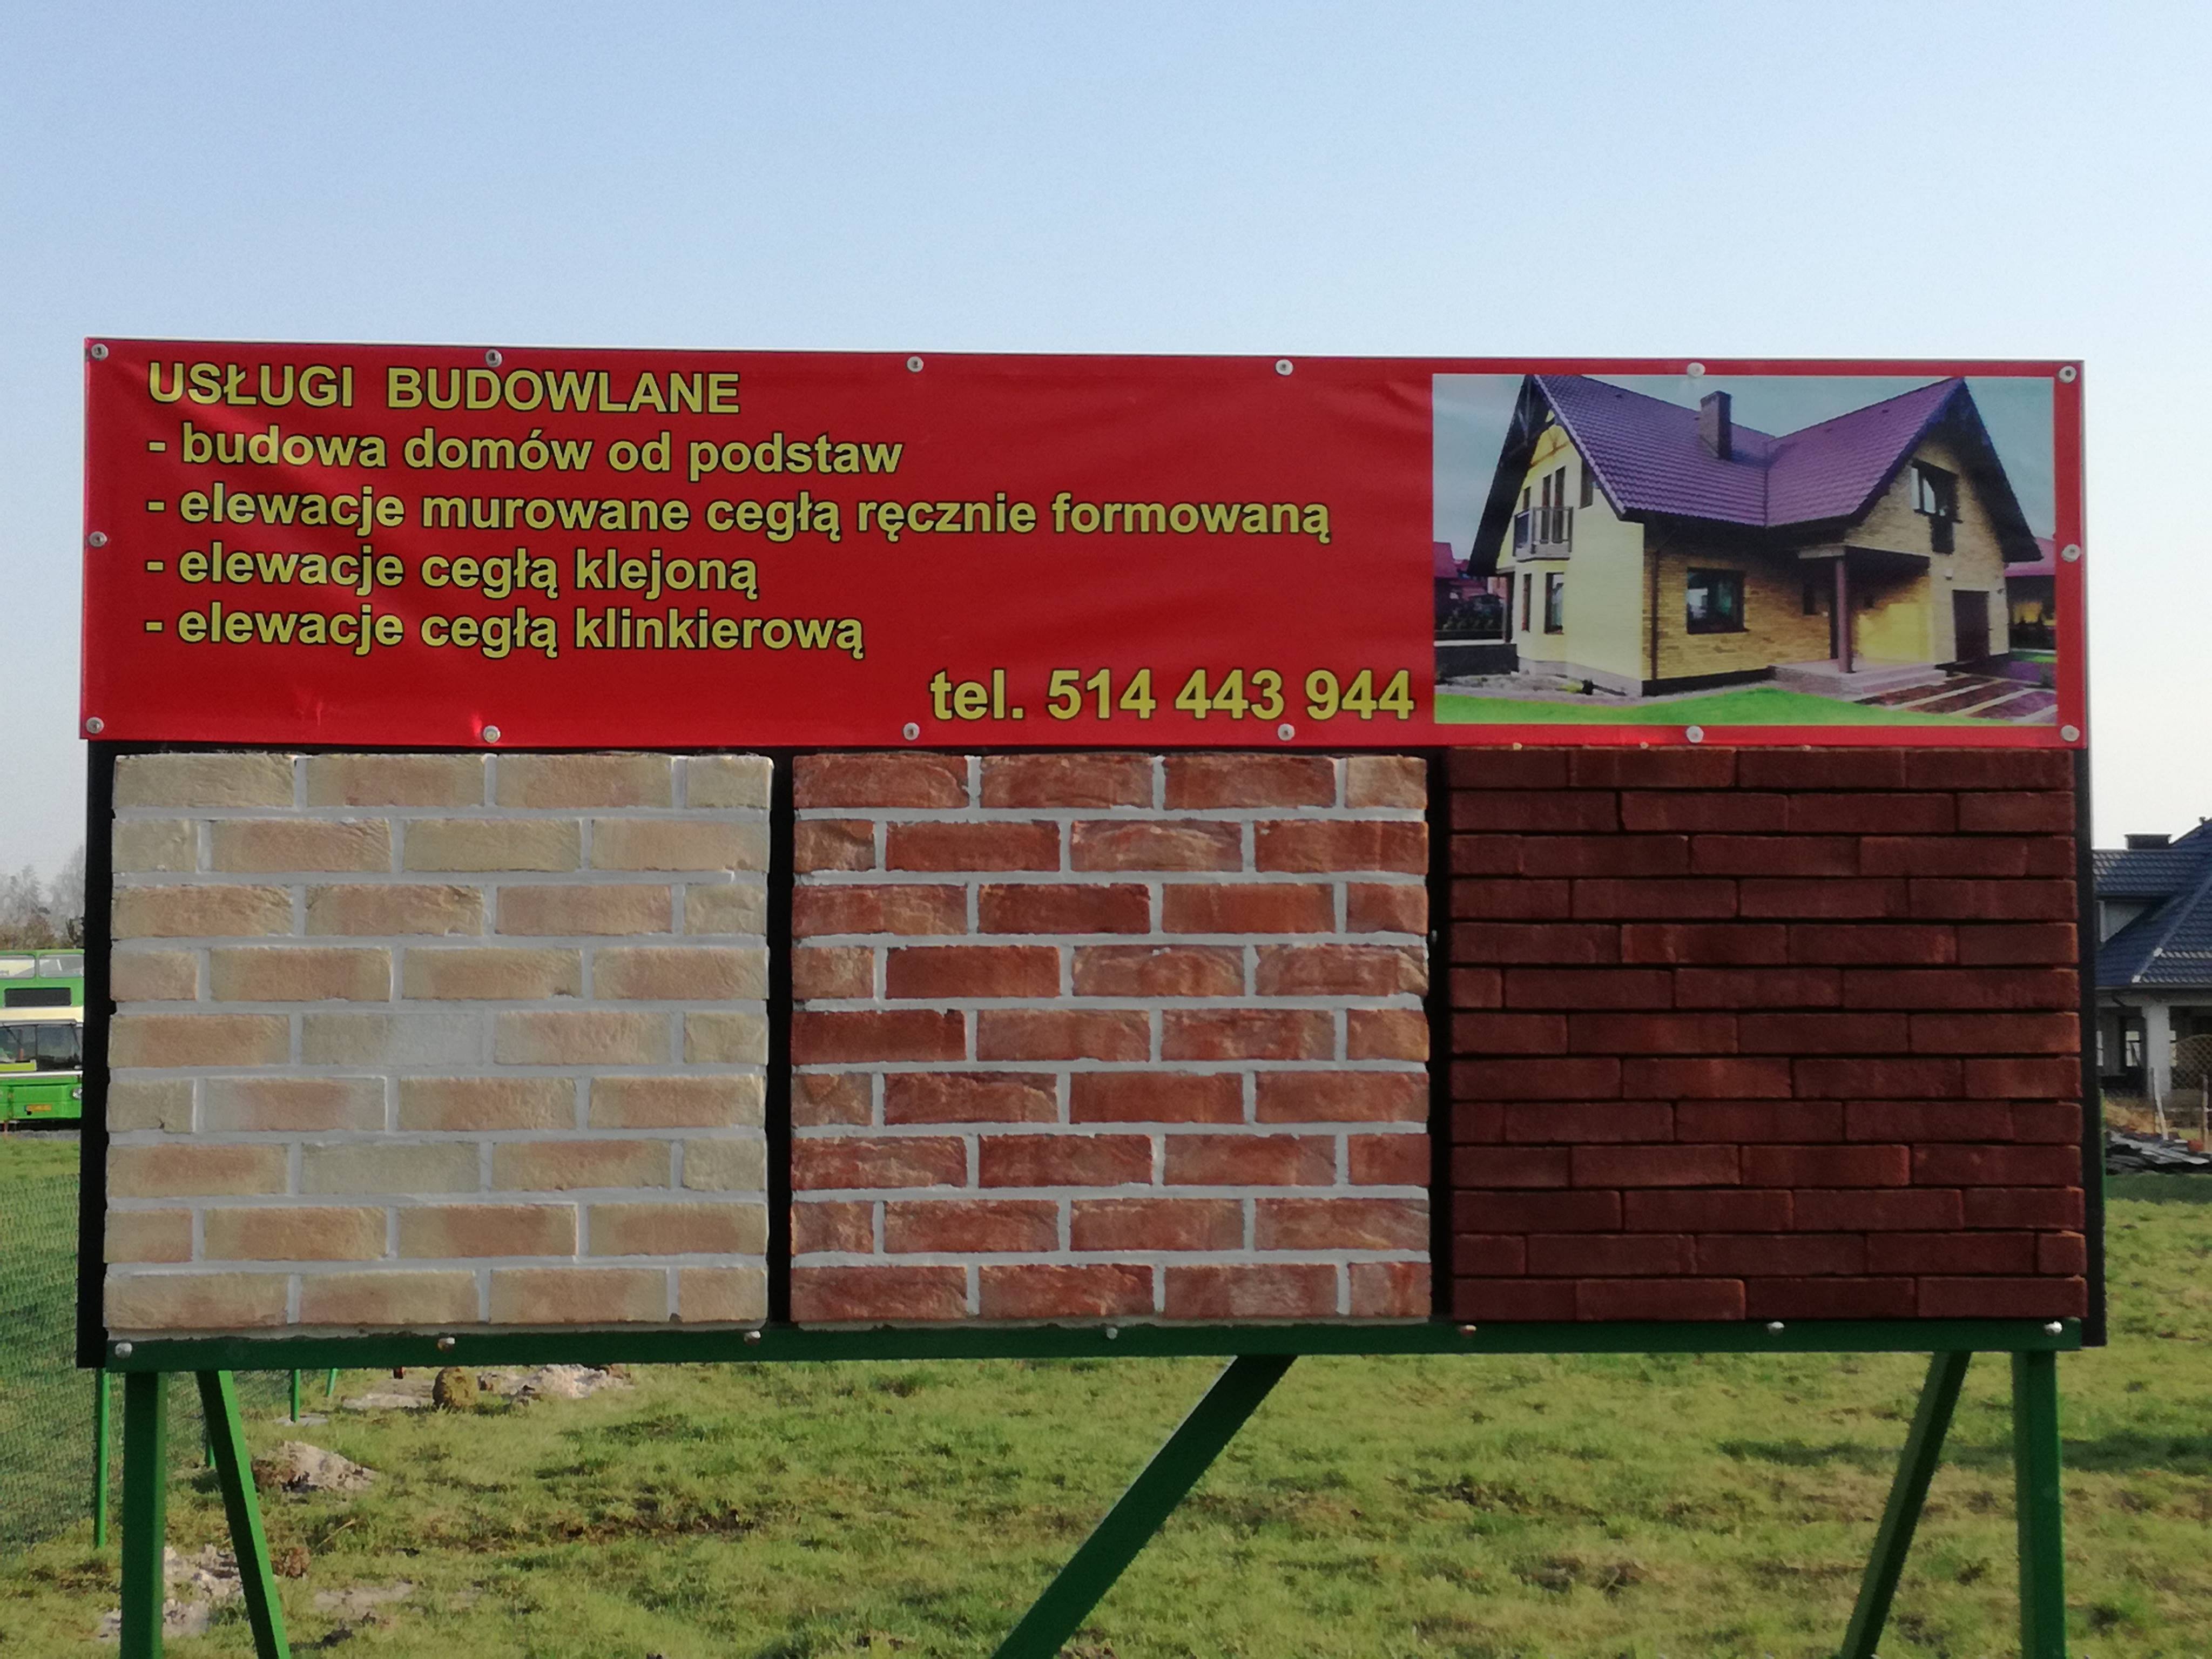 USŁUGI BUDOWLANE
- budowa domów od podstaw
- elewacje murowane cegłą ręcznie formowaną
- elewacje cegłą klejoną
- elewacje cegłą klinkierową
tel. 514 443 944